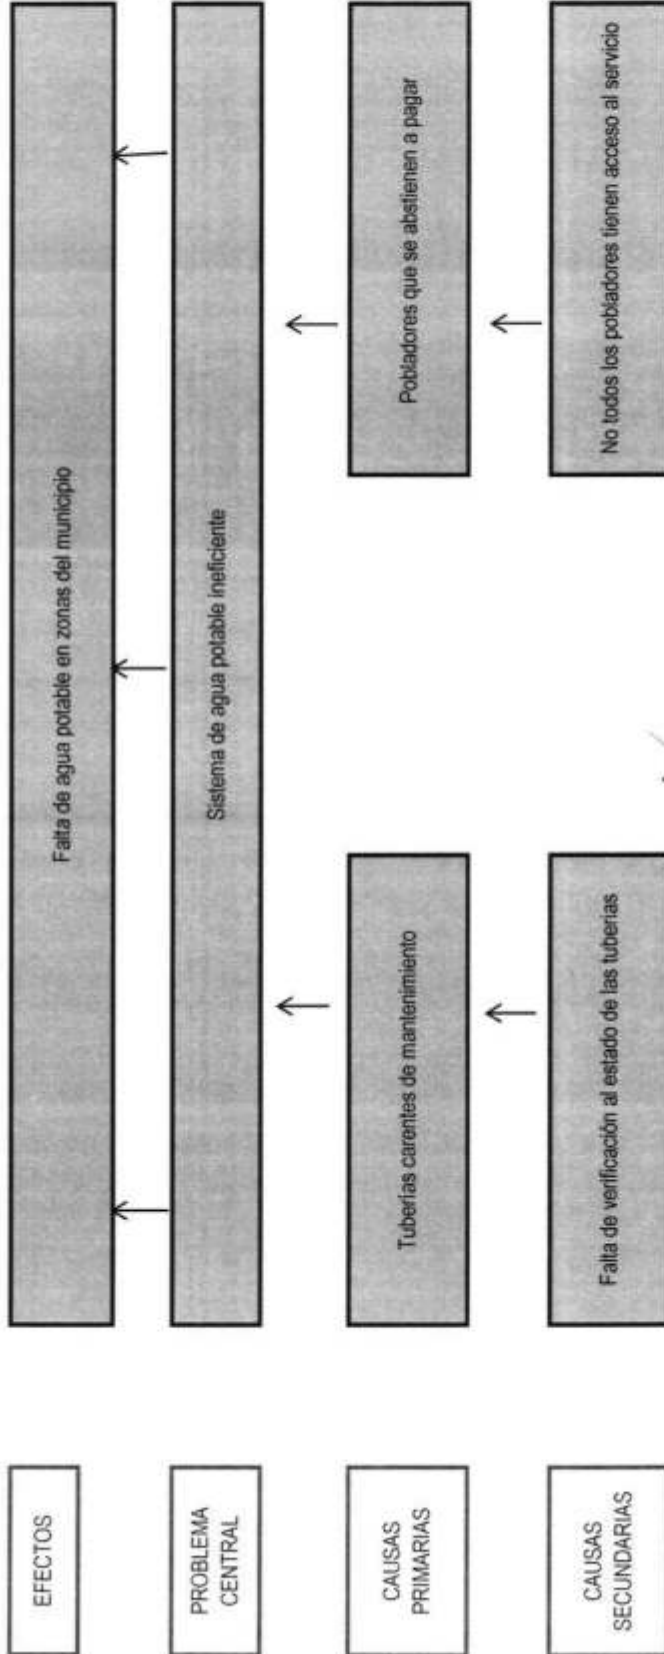 EFECTOS
Falta de agua potable en zonas del municipio
PROBLEMA
CENTRAL
Sistema de agua potable ineficiente
CAUSAS
PRIMARIAS
Tuberías carentes de mantenimiento
Pobladores que se abstienen a pagar
CAUSAS
SECUNDARIAS
Falta de verificación al estado de las tuberias
No todos los pobladores tienen acceso al servicio